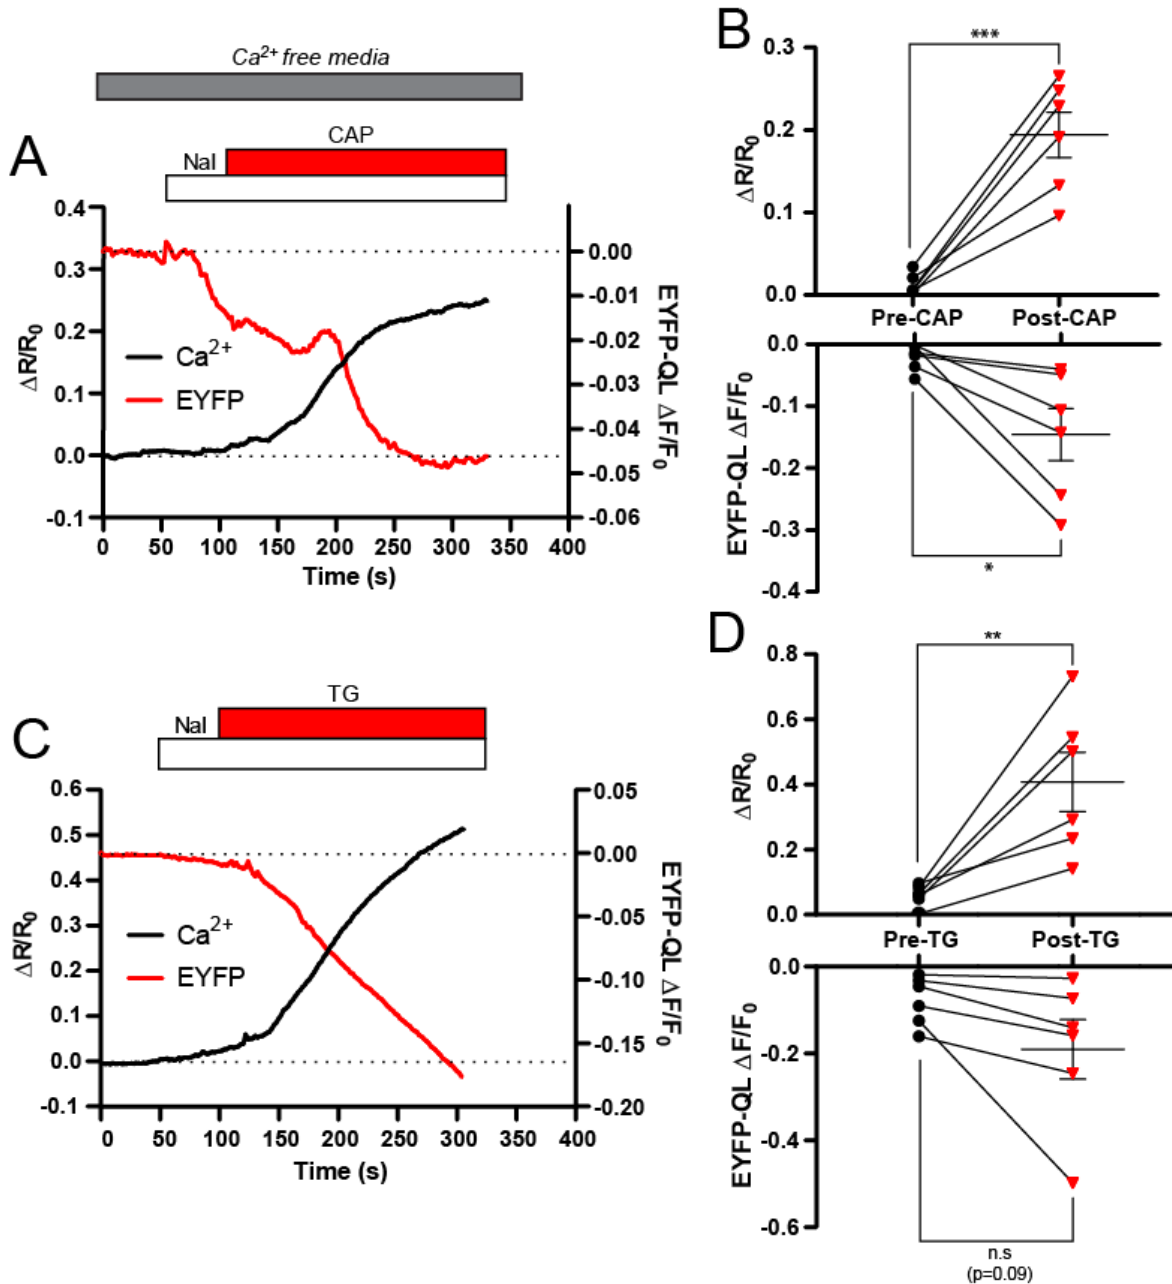 Ca²⁺ free media
A
NaI
CAP
0.4
0.3
0.2
0.1
0.0
-0.1
ΔR/R₀
Ca²⁺
EYFP
0.00
-0.01
-0.02
-0.03
-0.04
-0.05
-0.06
EYFP-QL ΔF/F₀
0 50 100 150 200 250 300 350 400
Time (s)
B
***
0.3
0.2
0.1
0.0
ΔR/R₀
Pre-CAP Post-CAP
0.0
-0.1
-0.2
-0.3
-0.4
EYFP-QL ΔF/F₀
*
C
NaI
TG
0.6
0.5
0.4
0.3
0.2
0.1
0.0
-0.1
ΔR/R₀
Ca²⁺
EYFP
0.05
0.00
-0.05
-0.10
-0.15
-0.20
EYFP-QL ΔF/F₀
0 50 100 150 200 250 300 350 400
Time (s)
D
**
0.8
0.6
0.4
0.2
0.0
ΔR/R₀
Pre-TG Post-TG
0.0
-0.2
-0.4
-0.6
EYFP-QL ΔF/F₀
n.s
(p=0.09)